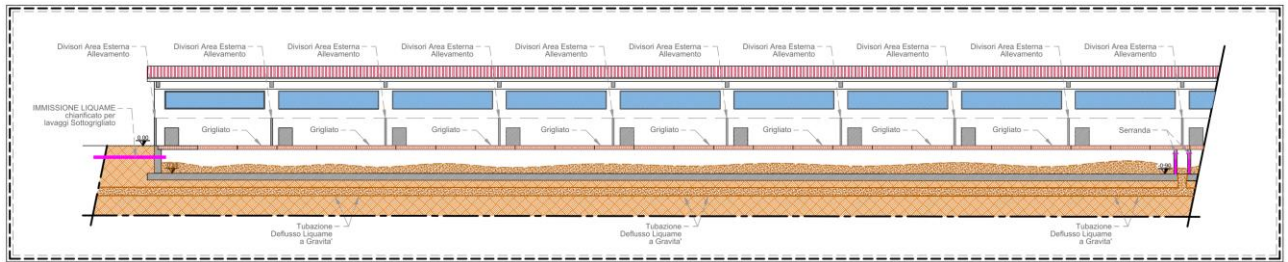 Divisori Area Esterna
Allevamento
Divisori Area Esterna
Allevamento
Divisori Area Esterna
Allevamento
Divisori Area Esterna
Allevamento
Divisori Area Esterna
Allevamento
Divisori Area Esterna
Allevamento
Divisori Area Esterna
Allevamento
Divisori Area Esterna
Allevamento
Divisori Area Esterna
Allevamento
Divisori Area Esterna
Allevamento
IMMISSIONE LIQUAME
chiarificato per
lavaggi Sottogrigliato
Grigliato
Grigliato
Grigliato
Grigliato
Grigliato
Grigliato
Grigliato
Grigliato
Serranda
0.00
Tubazione
Deflusso Liquame
a Gravita'
Tubazione
Deflusso Liquame
a Gravita'
Tubazione
Deflusso Liquame
a Gravita'